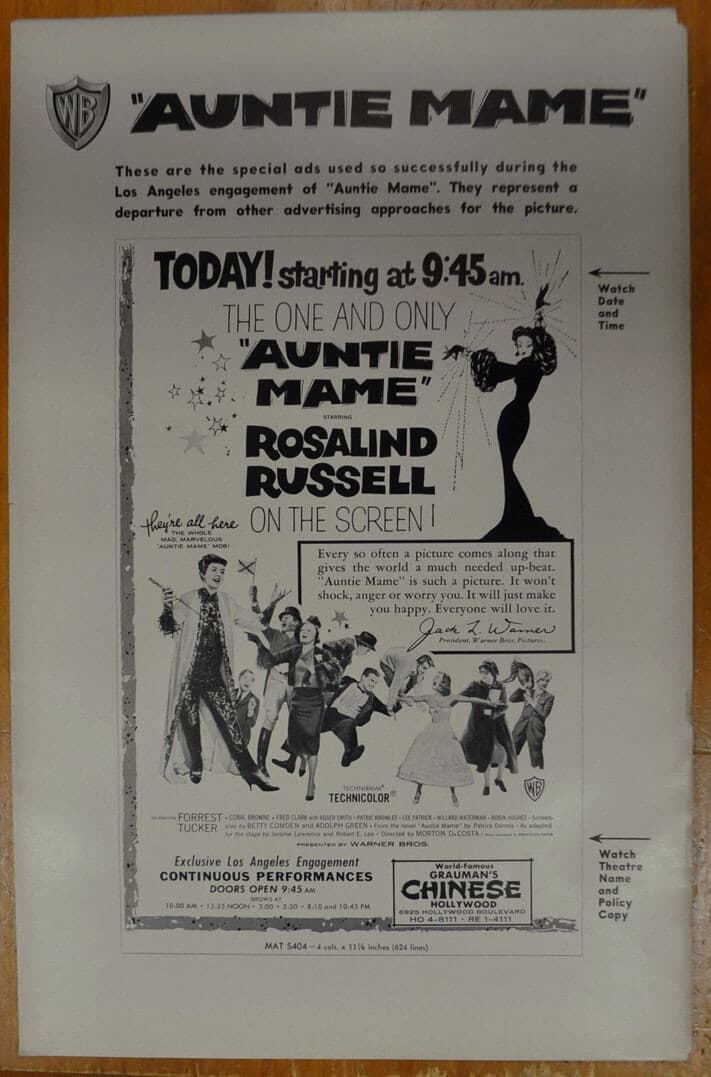 WB
"AUNTIE MAME"
These are the special ads used so successfully during the
Los Angeles engagement of "Auntie Mame". They represent a
departure from other advertising approaches for the picture.
TODAY! starting at 9:45 am.
THE ONE AND ONLY
"AUNTIE
MAME"
STARRING
ROSALIND
RUSSELL
ON THE SCREEN!
Watch
Date
and
Time
they're all here
THE WHOLE
MAD, MARVELOUS
'AUNTIE MAME' MOB!
Every so often a picture comes along that
gives the world a much needed up-beat.
"Auntie Mame" is such a picture. It won't
shock, anger or worry you. It will just make
you happy. Everyone will love it.
Jack L. Warner
President, Warner Bros. Pictures.
TECHNIRAMA®
TECHNICOLOR®
WB
co-starring FORREST TUCKER • CORAL BROWNE • FRED CLARK with ROGER SMITH • PATRIC KNOWLES • LEE PATRICK • WILLARD WATERMAN • ROBIN HUGHES • Screen-
play by BETTY COMDEN and ADOLPH GREEN • From the novel "Auntie Mame" by Patrick Dennis • As adapted
for the stage by Jerome Lawrence and Robert E. Lee • Directed by MORTON DaCOSTA •
PRESENTED BY WARNER BROS.
Exclusive Los Angeles Engagement
CONTINUOUS PERFORMANCES
DOORS OPEN 9:45 AM
SHOWS AT
10:00 AM • 12:25 NOON • 3:00 • 5:30 • 8:10 and 10:45 PM
World-Famous
GRAUMAN'S
CHINESE
HOLLYWOOD
6925 HOLLYWOOD BOULEVARD
HO 4-8111 • RE 1-4111
Watch
Theatre
Name
and
Policy
Copy
MAT 5404—4 cols. x 11⅛ inches (624 lines)